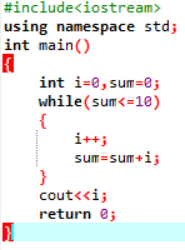 #include<iostream>
using namespace std;
int main()
{
    int i=0,sum=0;
    while(sum<=10)
    {
        i++;
        sum=sum+i;
    }
    cout<<i;
    return 0;
}